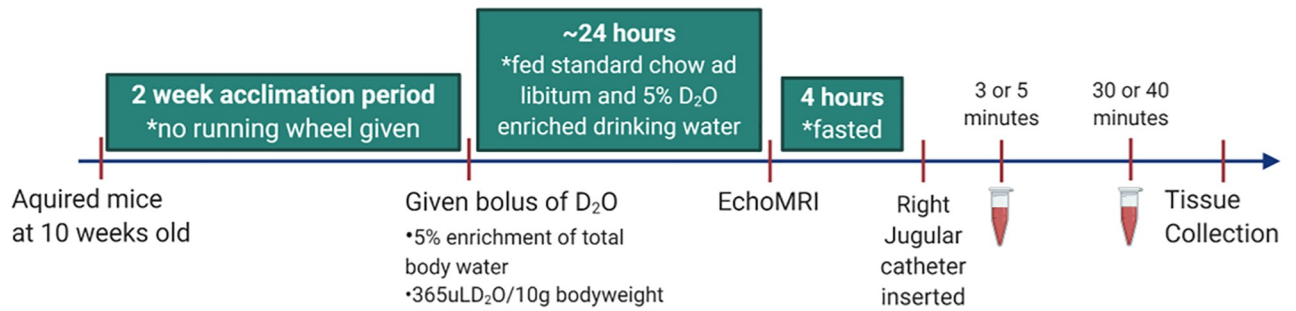 2 week acclimation period
*no running wheel given
~24 hours
*fed standard chow ad
libitum and 5% D₂O
enriched drinking water
4 hours
*fasted
3 or 5
minutes
30 or 40
minutes
Aquired mice
at 10 weeks old
Given bolus of D₂O
•5% enrichment of total
body water
•365uLD₂O/10g bodyweight
EchoMRI
Right
Jugular
catheter
inserted
Tissue
Collection